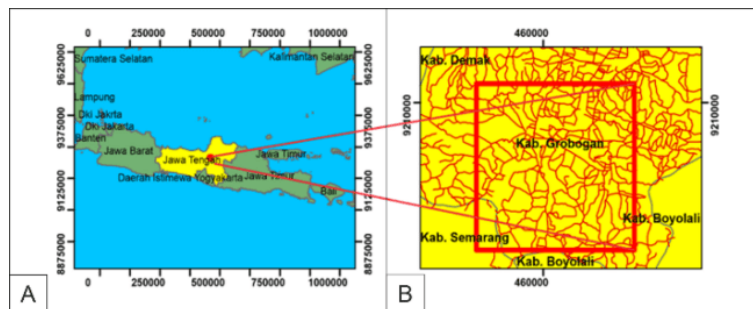 0 250000 500000 750000 1000000
460000
9625000
9375000
9125000
8875000
Sumatera Selatan
Kalimantan Selatan
Lampung
Dki Jakrta
Dki Jakarta
Banten
Jawa Barat
Jawa Tengah
Jawa Timur
Daerah Istimewa Yogyakarta
Jawa Timur
Bali
9625000
9375000
9125000
8875000
0 250000 500000 750000 1000000
A
9210000
Kab. Demak
Kab. Grobogan
Kab. Boyolali
Kab. Semarang
Kab. Boyolali
9210000
460000
B